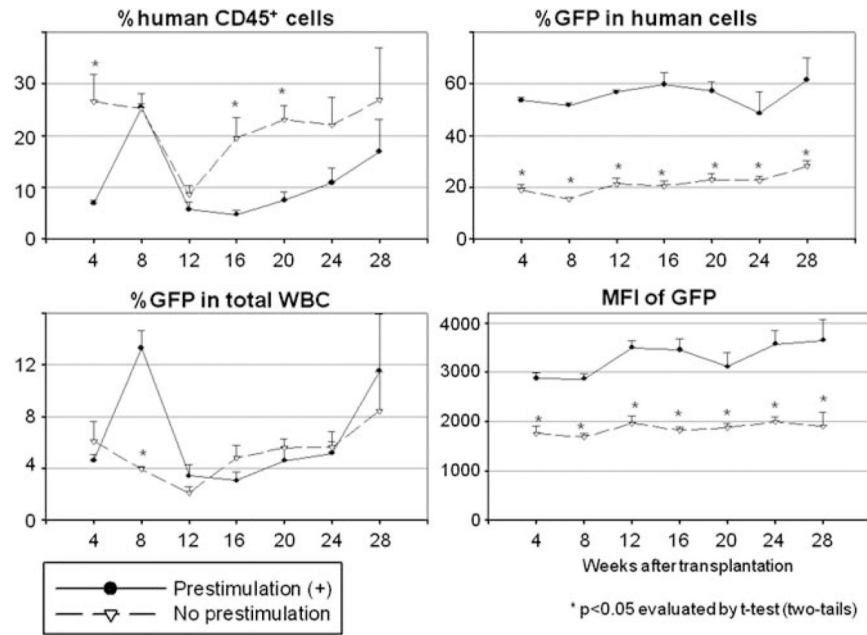 %human CD45⁺ cells
30
20
10
0
4 8 12 16 20 24 28
* * *
%GFP in human cells
60
40
20
0
4 8 12 16 20 24 28
* * * * * * *
%GFP in total WBC
12
8
4
0
4 8 12 16 20 24 28
*
MFI of GFP
4000
3000
2000
1000
4 8 12 16 20 24 28
* * * * * * *
Weeks after transplantation
Prestimulation (+)
No prestimulation
* p<0.05 evaluated by t-test (two-tails)